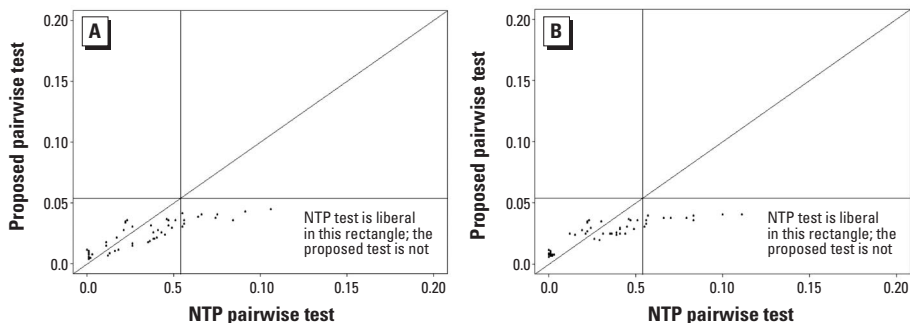 A
Proposed pairwise test
0.20
0.15
0.10
0.05
0.0
NTP test is liberal
in this rectangle; the
proposed test is not
0.0
0.5
0.10
0.15
0.20
NTP pairwise test
B
Proposed pairwise test
0.20
0.15
0.10
0.05
0.0
NTP test is liberal
in this rectangle; the
proposed test is not
0.0
0.5
0.10
0.15
0.20
NTP pairwise test